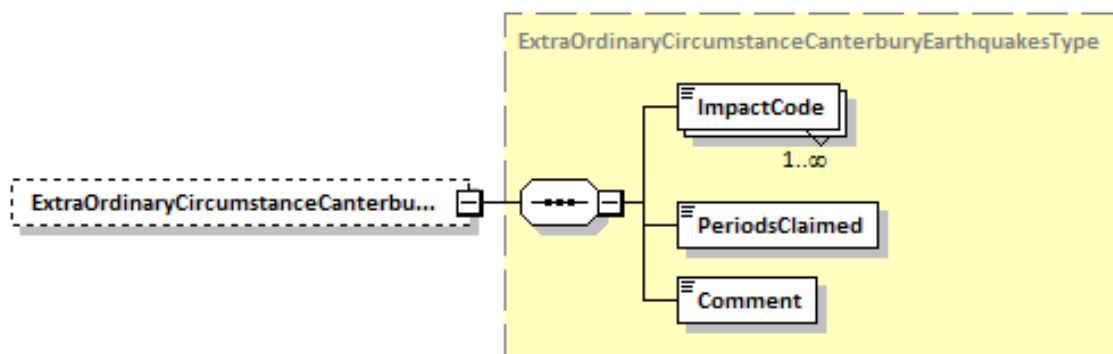 ExtraOrdinaryCircumstanceCanterburyEarthquakesType
ImpactCode
1..∞
ExtraOrdinaryCircumstanceCanterbu...
PeriodsClaimed
Comment